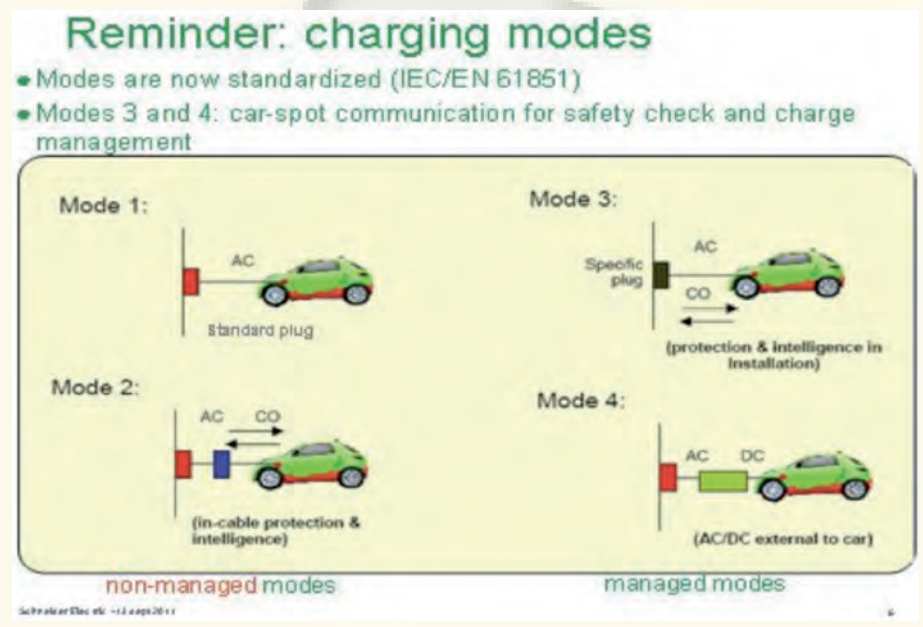 Reminder: charging modes
Modes are now standardized (IEC/EN 61851)
Modes 3 and 4: car-spot communication for safety check and charge
management
Mode 1:
AC
Standard plug
Mode 2:
AC CO
(in-cable protection &
intelligence)
non-managed modes
Mode 3:
AC
Specific
plug
CO
(protection & intelligence in
Installation)
Mode 4:
AC DC
(AC/DC external to car)
managed modes
Schneider Electric
6